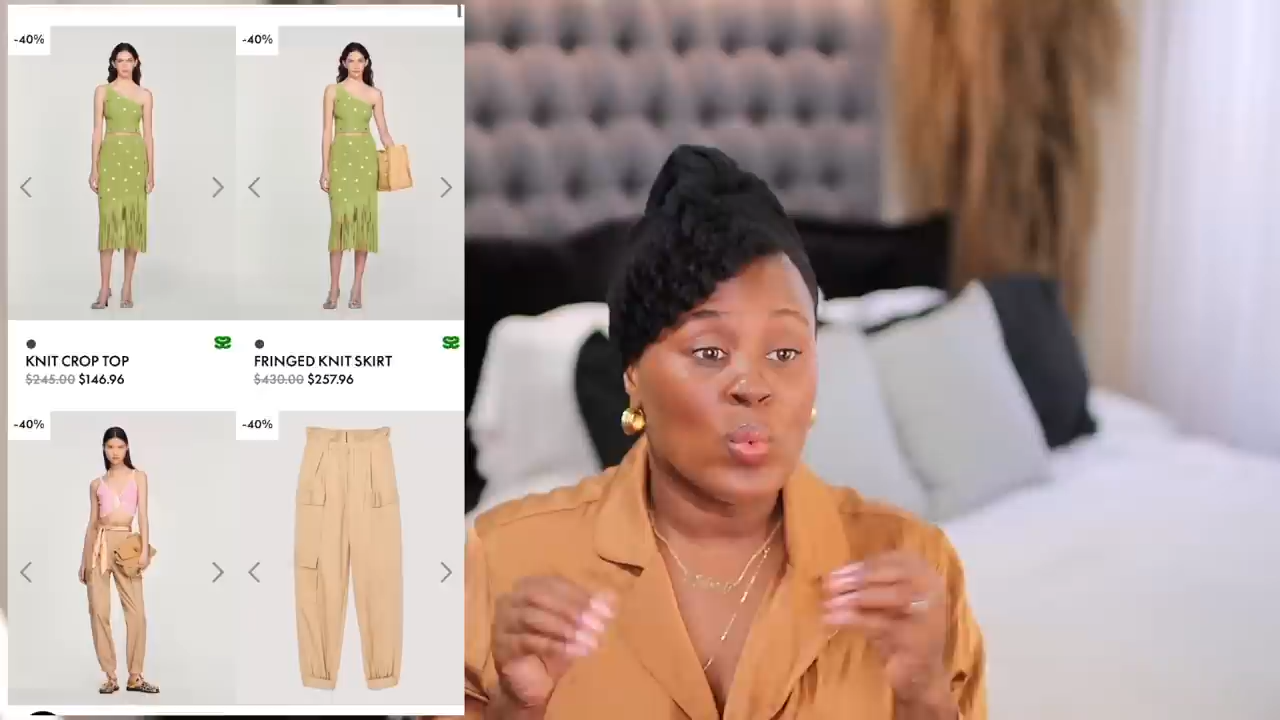 -40% -40%
KNIT CROP TOP FRINGED KNIT SKIRT
$245.00 $146.96 $430.00 $257.96
-40% -40%